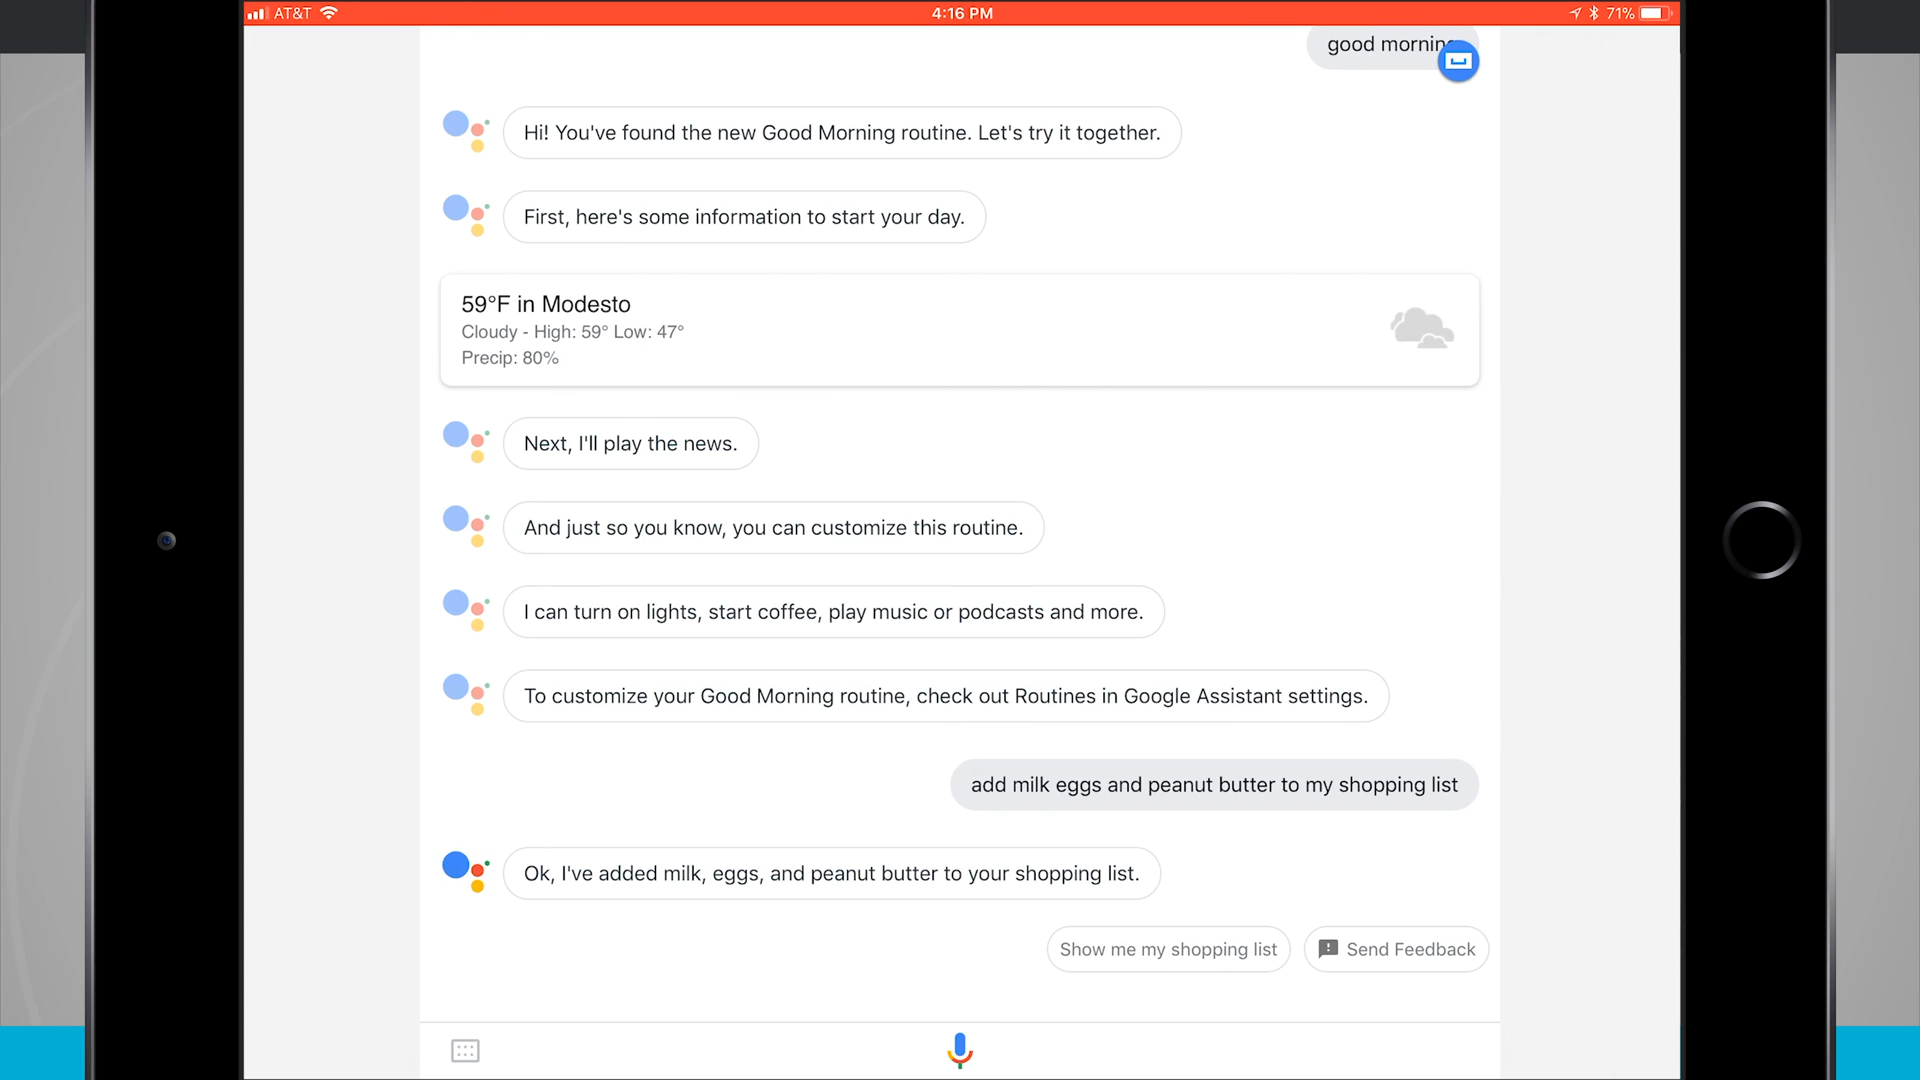 AT&T 4:16 PM 71%
good mornin
Hi! You've found the new Good Morning routine. Let's try it together.
First, here's some information to start your day.
59°F in Modesto
Cloudy - High: 59° Low: 47°
Precip: 80%
Next, I'll play the news.
And just so you know, you can customize this routine.
I can turn on lights, start coffee, play music or podcasts and more.
To customize your Good Morning routine, check out Routines in Google Assistant settings.
add milk eggs and peanut butter to my shopping list
Ok, I've added milk, eggs, and peanut butter to your shopping list.
Show me my shopping list
Send Feedback